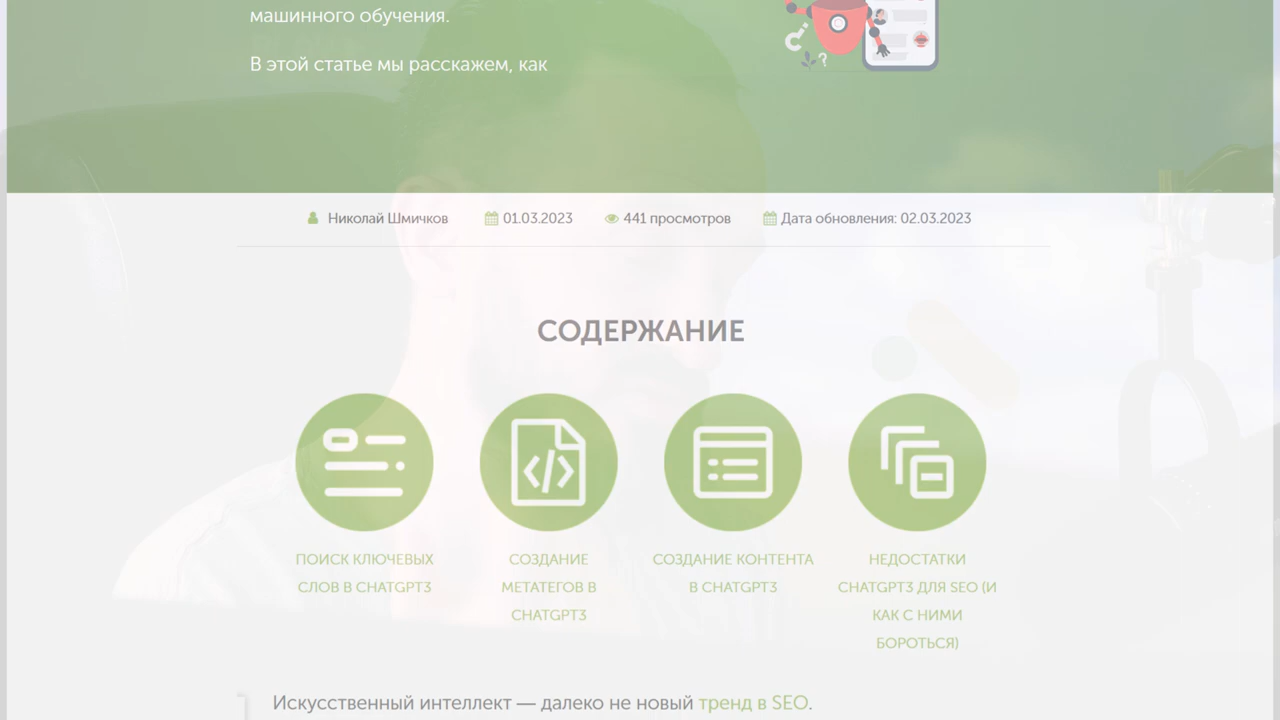 машинного обучения.
В этой статье мы расскажем, как
Николай Шмичков 01.03.2023 441 просмотров Дата обновления: 02.03.2023
СОДЕРЖАНИЕ
ПОИСК КЛЮЧЕВЫХ
СЛОВ В CHATGPT3
СОЗДАНИЕ
МЕТАТЕГОВ В
CHATGPT3
СОЗДАНИЕ КОНТЕНТА
В CHATGPT3
НЕДОСТАТКИ
CHATGPT3 ДЛЯ SEO (И
КАК С НИМИ
БОРОТЬСЯ)
Искусственный интеллект — далеко не новый тренд в SEO.